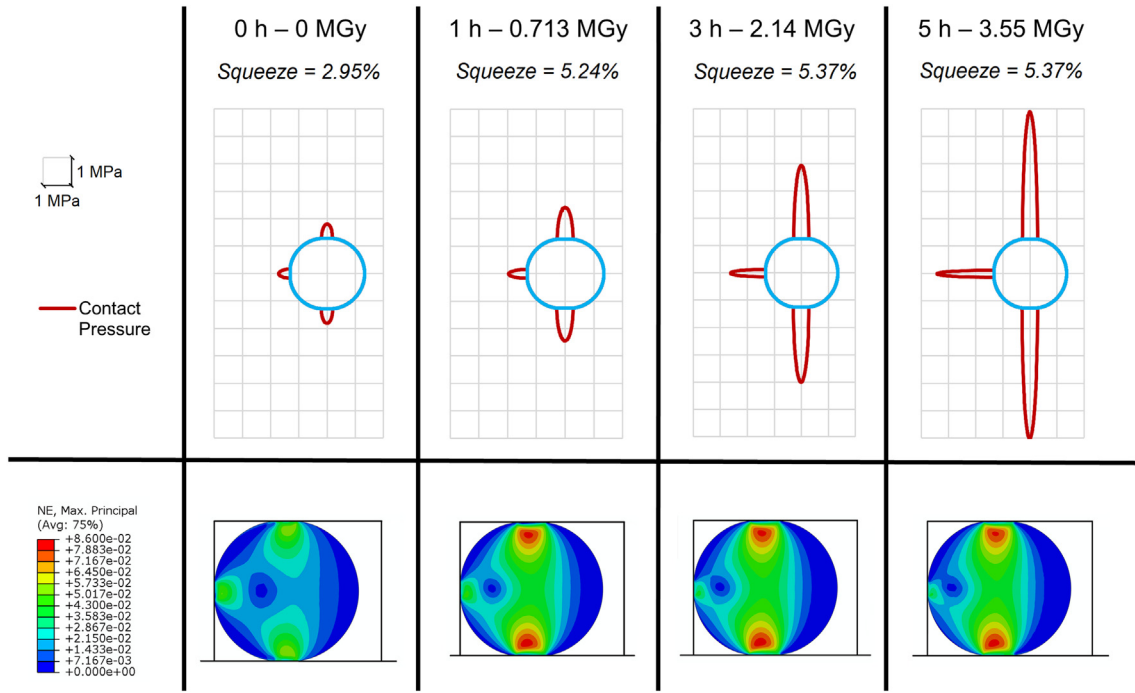 0 h – 0 MGy
Squeeze = 2.95%
1 h – 0.713 MGy
Squeeze = 5.24%
3 h – 2.14 MGy
Squeeze = 5.37%
5 h – 3.55 MGy
Squeeze = 5.37%
1 MPa
1 MPa
Contact
Pressure
NE, Max. Principal
(Avg: 75%)
+8.600e-02
+7.883e-02
+7.167e-02
+6.450e-02
+5.733e-02
+5.017e-02
+4.300e-02
+3.583e-02
+2.867e-02
+2.150e-02
+1.433e-02
+7.167e-03
+0.000e+00